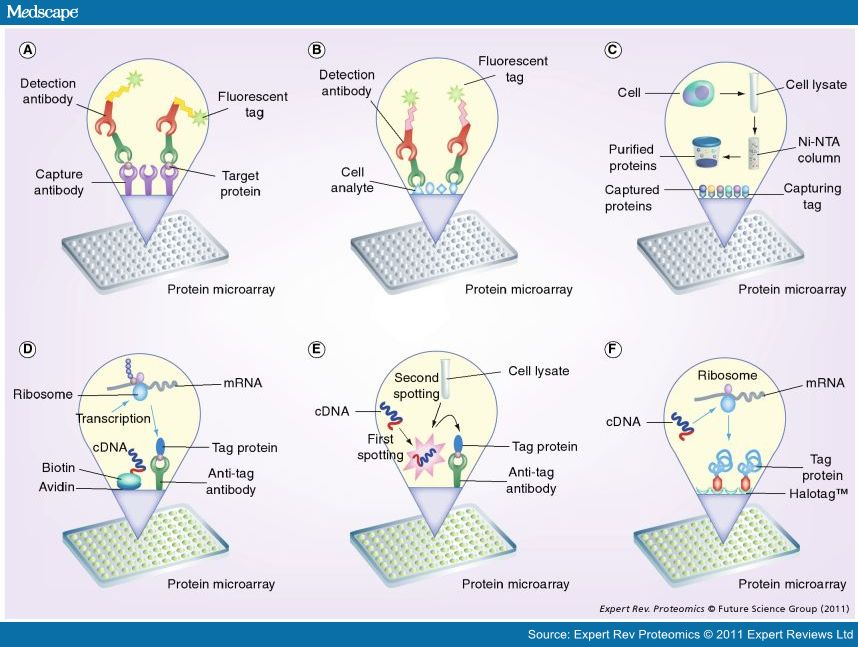 Medscape
A
Detection
antibody
Fluorescent
tag
Capture
antibody
Target
protein
Protein microarray
B
Detection
antibody
Fluorescent
tag
Cell
analyte
Protein microarray
C
Cell
Cell lysate
Purified
proteins
Ni-NTA
column
Captured
proteins
Capturing
tag
Protein microarray
D
Ribosome
mRNA
Transcription
cDNA
Tag protein
Biotin
Avidin
Anti-tag
antibody
Protein microarray
E
Second
spotting
Cell lysate
cDNA
First
spotting
Tag protein
Anti-tag
antibody
Protein microarray
F
Ribosome
mRNA
cDNA
Tag
protein
Halotag™
Protein microarray
Expert Rev. Proteomics © Future Science Group (2011)
Source: Expert Rev Proteomics © 2011 Expert Reviews Ltd